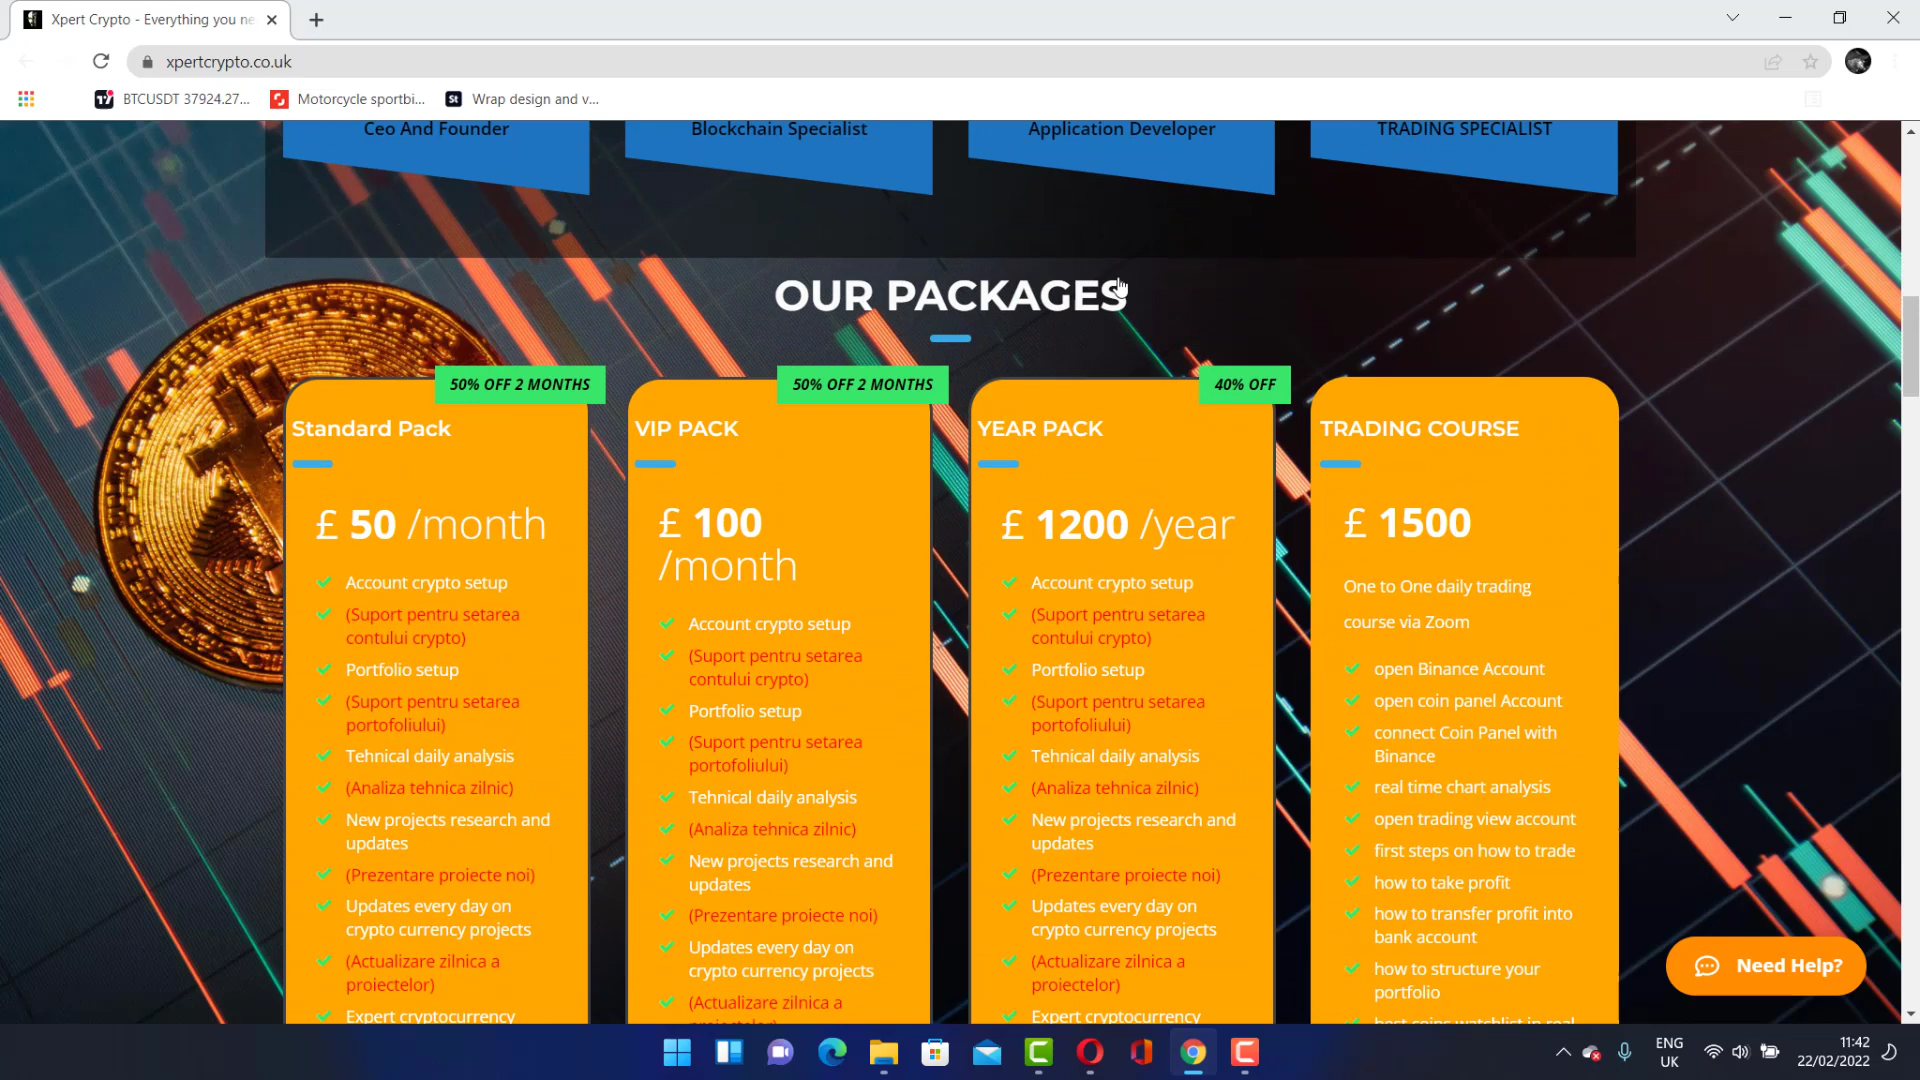 Xpert Crypto - Everything you ne
xpertcrypto.co.uk
BTCUSDT 37924.27...
Motorcycle sportbi...
St
Wrap design and v...
Ceo And Founder
Blockchain Specialist
Application Developer
TRADING SPECIALIST
OUR PACKAGES
50% OFF 2 MONTHS
Standard Pack
£ 50 /month
Account crypto setup
(Suport pentru setarea
contului crypto)
Portfolio setup
(Suport pentru setarea
portofoliului)
Tehnical daily analysis
(Analiza tehnica zilnic)
New projects research and
updates
(Prezentare proiecte noi)
Updates every day on
crypto currency projects
(Actualizare zilnica a
proiectelor)
Expert cryptocurrency
50% OFF 2 MONTHS
VIP PACK
£ 100
/month
Account crypto setup
(Suport pentru setarea
contului crypto)
Portfolio setup
(Suport pentru setarea
portofoliului)
Tehnical daily analysis
(Analiza tehnica zilnic)
New projects research and
updates
(Prezentare proiecte noi)
Updates every day on
crypto currency projects
(Actualizare zilnica a
proiectelor)
40% OFF
YEAR PACK
£ 1200 /year
Account crypto setup
(Suport pentru setarea
contului crypto)
Portfolio setup
(Suport pentru setarea
portofoliului)
Tehnical daily analysis
(Analiza tehnica zilnic)
New projects research and
updates
(Prezentare proiecte noi)
Updates every day on
crypto currency projects
(Actualizare zilnica a
proiectelor)
Expert cryptocurrency
TRADING COURSE
£ 1500
One to One daily trading
course via Zoom
open Binance Account
open coin panel Account
connect Coin Panel with
Binance
real time chart analysis
open trading view account
first steps on how to trade
how to take profit
how to transfer profit into
bank account
how to structure your
portfolio
best coins watchlist in real
Need Help?
ENG
UK
11:42
22/02/2022